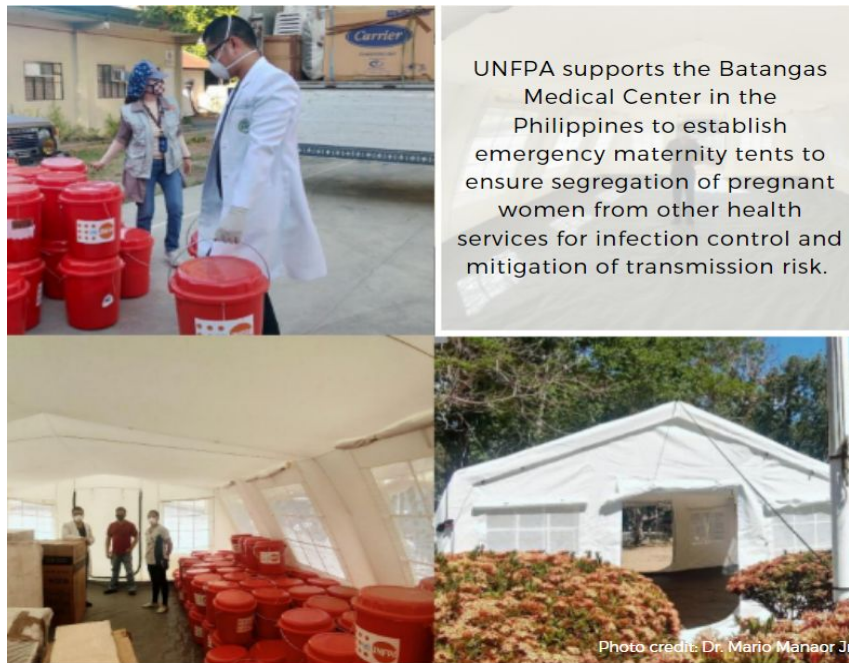 Carrier
UNFPA supports the Batangas
Medical Center in the
Philippines to establish
emergency maternity tents to
ensure segregation of pregnant
women from other health
services for infection control and
mitigation of transmission risk.
UNFPA
Photo credit: Dr. Mario Manaor Jr